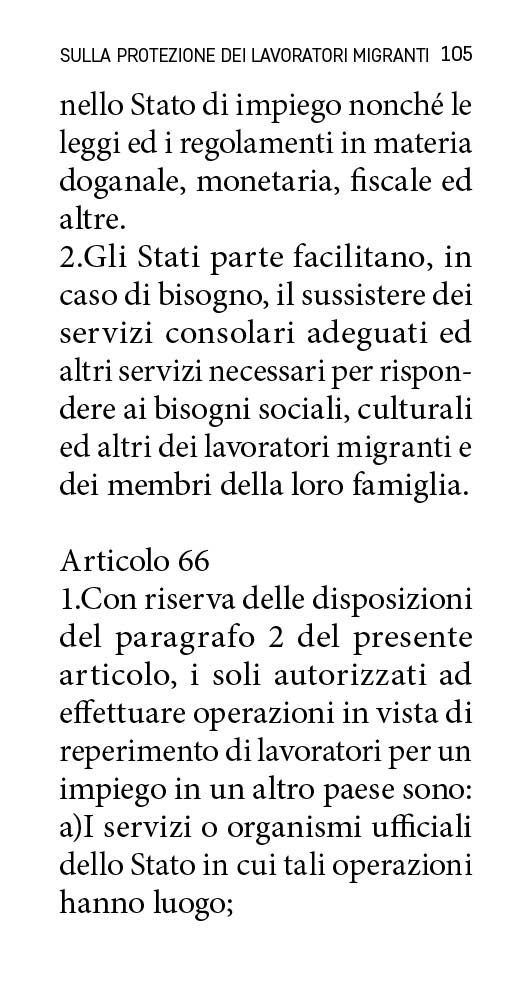 SULLA PROTEZIONE DEI LAVORATORI MIGRANTI 105
nello Stato di impiego nonché le
leggi ed i regolamenti in materia
doganale, monetaria, fiscale ed
altre.
2.Gli Stati parte facilitano, in
caso di bisogno, il sussistere dei
servizi consolari adeguati ed
altri servizi necessari per rispon-
dere ai bisogni sociali, culturali
ed altri dei lavoratori migranti e
dei membri della loro famiglia.
Articolo 66
1.Con riserva delle disposizioni
del paragrafo 2 del presente
articolo, i soli autorizzati ad
effettuare operazioni in vista di
reperimento di lavoratori per un
impiego in un altro paese sono:
a)I servizi o organismi ufficiali
dello Stato in cui tali operazioni
hanno luogo;